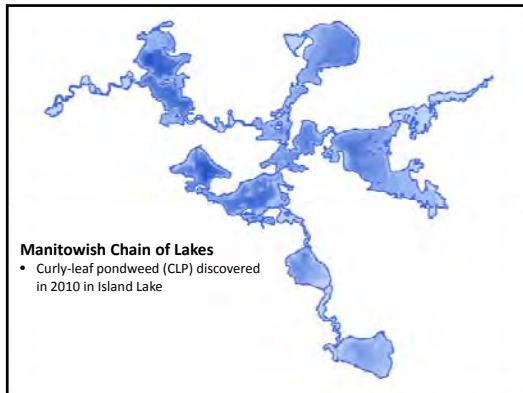 Manitowish Chain of Lakes
• Curly-leaf pondweed (CLP) discovered
in 2010 in Island Lake